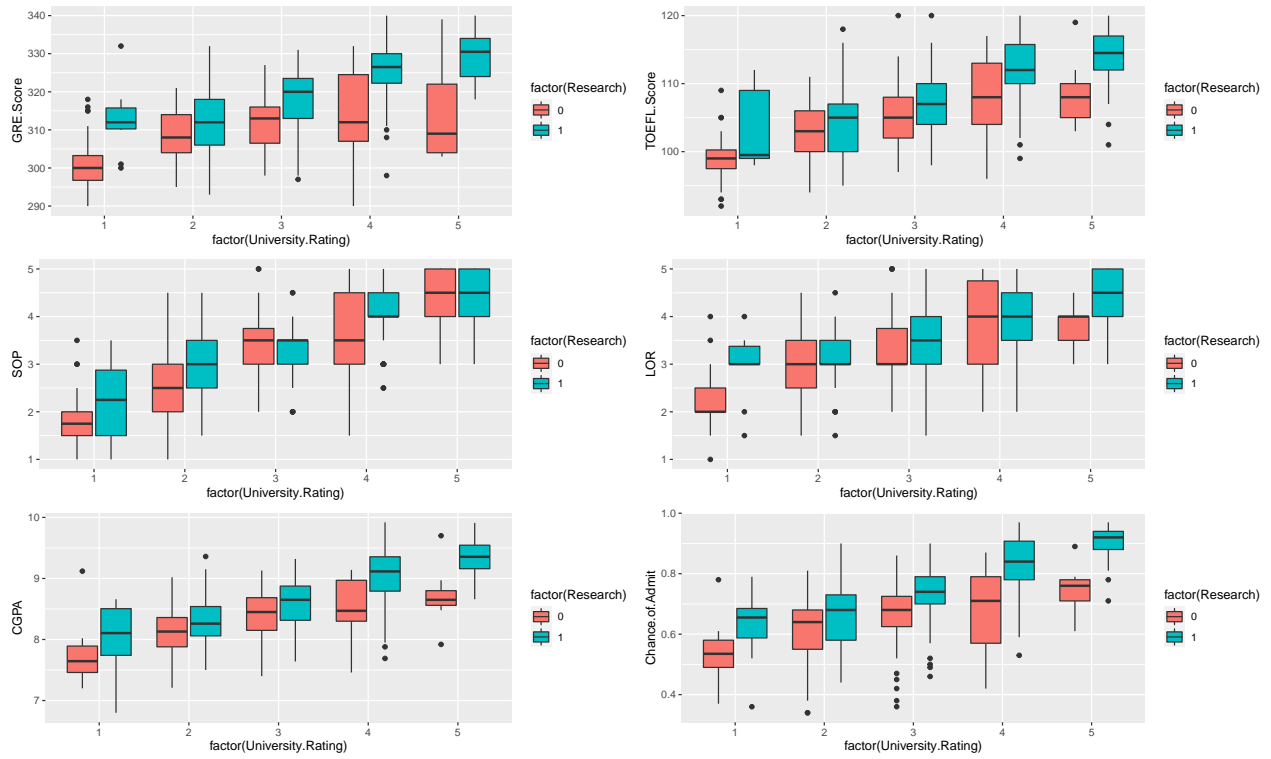 GRE.Score
340
330
320
310
300
290
1 2 3 4 5
factor(University.Rating)
factor(Research)
0
1
TOEFL.Score
120
110
100
1 2 3 4 5
factor(University.Rating)
factor(Research)
0
1
SOP
5
4
3
2
1
1 2 3 4 5
factor(University.Rating)
factor(Research)
0
1
LOR
5
4
3
2
1
1 2 3 4 5
factor(University.Rating)
factor(Research)
0
1
CGPA
10
9
8
7
1 2 3 4 5
factor(University.Rating)
factor(Research)
0
1
Chance.of.Admit
1.0
0.8
0.6
0.4
1 2 3 4 5
factor(University.Rating)
factor(Research)
0
1